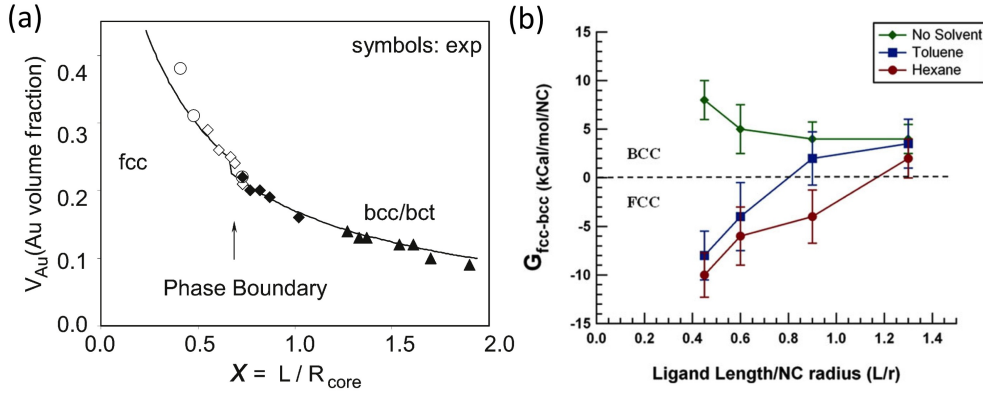 (a)
symbols: exp
fcc
bcc/bct
Phase Boundary
V_Au(Au volume fraction)
0.4
0.3
0.2
0.1
0.0
0.0 0.5 1.0 1.5 2.0
X = L / R_core
(b)
No Solvent
Toluene
Hexane
BCC
FCC
G_fcc-bcc (kCal/mol/NC)
15
10
5
0
-5
-10
-15
0.0 0.2 0.4 0.6 0.8 1.0 1.2 1.4
Ligand Length/NC radius (L/r)